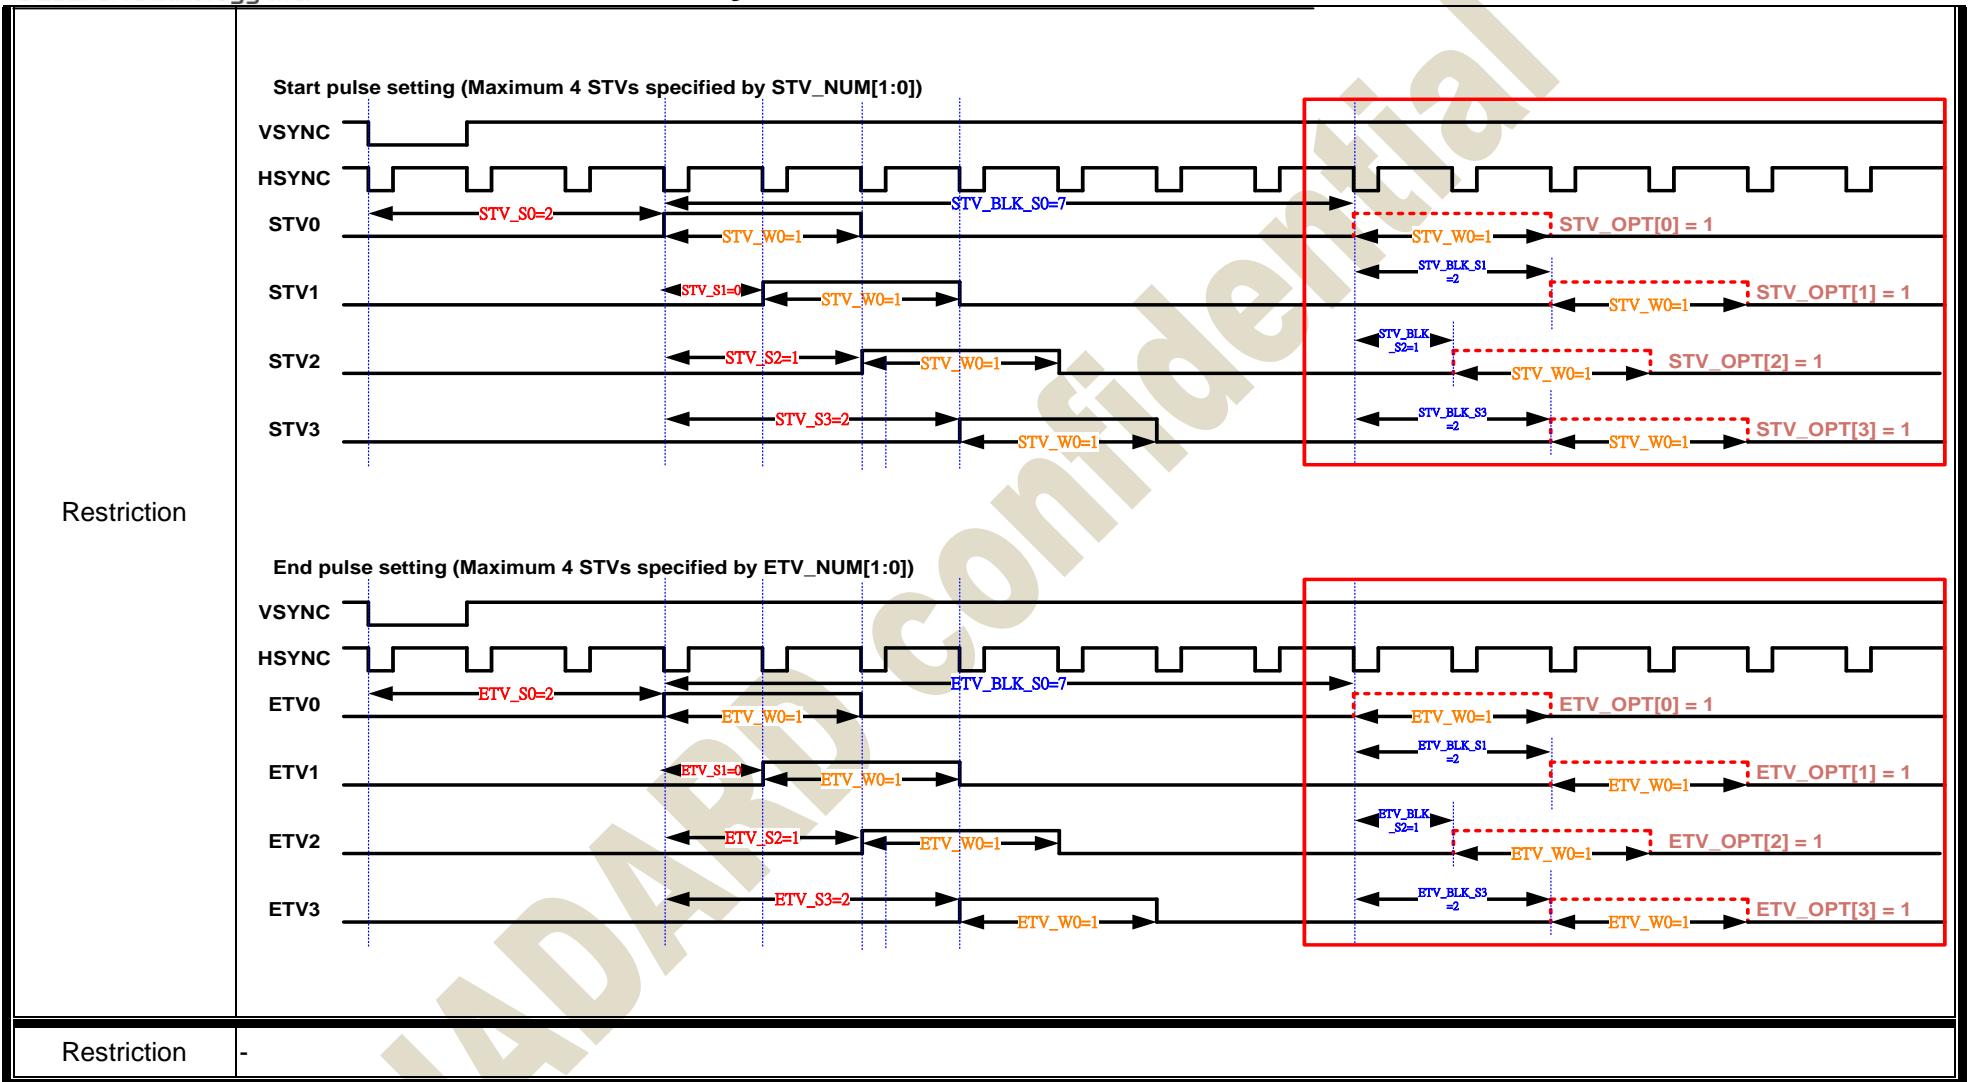 Start pulse setting (Maximum 4 STVs specified by STV_NUM[1:0])
VSYNC
HSYNC
STV_S0=2
STV_BLK_S0=7
STV0
STV_W0=1
STV_W0=1
STV_OPT[0] = 1
STV_BLK_S1
=2
STV1
STV_S1=0
STV_W0=1
STV_W0=1
STV_OPT[1] = 1
STV_BLK
_S2=1
STV2
STV_S2=1
STV_W0=1
STV_W0=1
STV_OPT[2] = 1
STV_BLK_S3
=2
STV3
STV_S3=2
STV_W0=1
STV_W0=1
STV_OPT[3] = 1
Restriction
End pulse setting (Maximum 4 STVs specified by ETV_NUM[1:0])
VSYNC
HSYNC
ETV_S0=2
ETV_BLK_S0=7
ETV0
ETV_W0=1
ETV_W0=1
ETV_OPT[0] = 1
ETV_BLK_S1
=2
ETV1
ETV_S1=0
ETV_W0=1
ETV_W0=1
ETV_OPT[1] = 1
ETV_BLK
_S2=1
ETV2
ETV_S2=1
ETV_W0=1
ETV_W0=1
ETV_OPT[2] = 1
ETV_BLK_S3
=2
ETV3
ETV_S3=2
ETV_W0=1
ETV_W0=1
ETV_OPT[3] = 1
Restriction
-
JADARD confidential